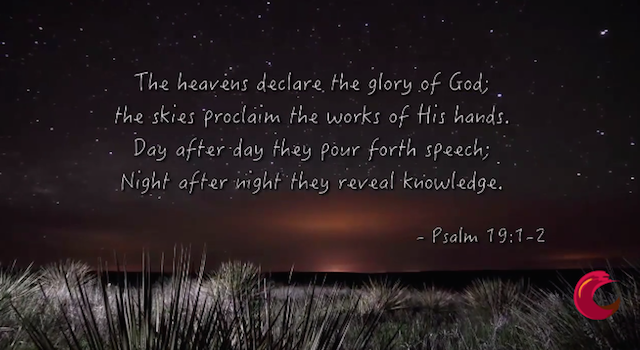 The heavens declare the glory of God;
the skies proclaim the works of His hands.
Day after day they pour forth speech;
Night after night they reveal knowledge.
- Psalm 19:1-2